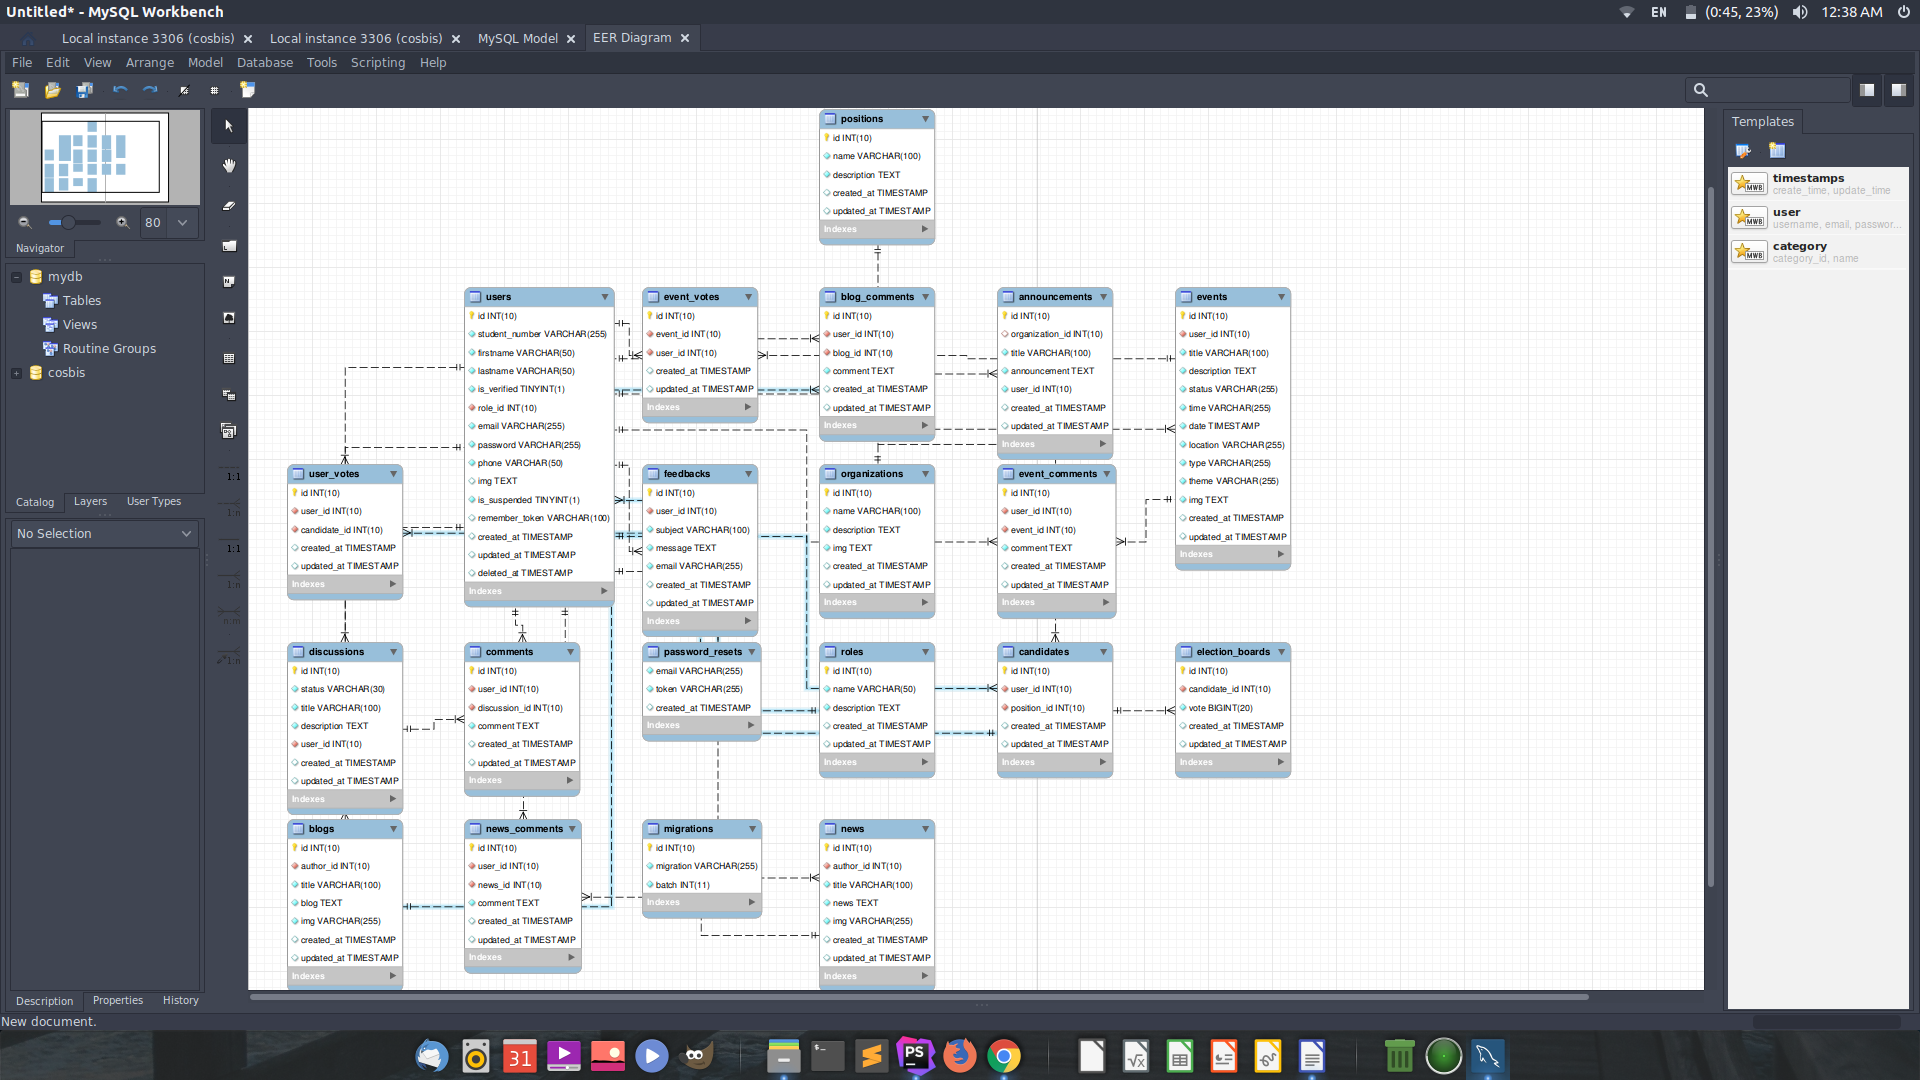 Untitled* - MySQL Workbench
EN (0:45, 23%) 12:38 AM
Local instance 3306 (cosbis) Local instance 3306 (cosbis) MySQL Model EER Diagram
File Edit View Arrange Model Database Tools Scripting Help
80
Navigator
mydb
Tables
Views
Routine Groups
cosbis
Catalog Layers User Types
No Selection
Description Properties History
New document.
1:1
1:n
1:1
1:n
n:m
1:n
positions
id INT(10)
name VARCHAR(100)
description TEXT
created_at TIMESTAMP
updated_at TIMESTAMP
Indexes
users
id INT(10)
student_number VARCHAR(255)
firstname VARCHAR(50)
lastname VARCHAR(50)
is_verified TINYINT(1)
role_id INT(10)
email VARCHAR(255)
password VARCHAR(255)
phone VARCHAR(50)
img TEXT
is_suspended TINYINT(1)
remember_token VARCHAR(100)
created_at TIMESTAMP
updated_at TIMESTAMP
deleted_at TIMESTAMP
Indexes
event_votes
id INT(10)
event_id INT(10)
user_id INT(10)
created_at TIMESTAMP
updated_at TIMESTAMP
Indexes
blog_comments
id INT(10)
user_id INT(10)
blog_id INT(10)
comment TEXT
created_at TIMESTAMP
updated_at TIMESTAMP
Indexes
announcements
id INT(10)
organization_id INT(10)
title VARCHAR(100)
announcement TEXT
user_id INT(10)
created_at TIMESTAMP
updated_at TIMESTAMP
Indexes
events
id INT(10)
user_id INT(10)
title VARCHAR(100)
description TEXT
status VARCHAR(255)
time VARCHAR(255)
date TIMESTAMP
location VARCHAR(255)
type VARCHAR(255)
theme VARCHAR(255)
img TEXT
created_at TIMESTAMP
updated_at TIMESTAMP
Indexes
user_votes
id INT(10)
user_id INT(10)
candidate_id INT(10)
created_at TIMESTAMP
updated_at TIMESTAMP
Indexes
feedbacks
id INT(10)
user_id INT(10)
subject VARCHAR(100)
message TEXT
email VARCHAR(255)
created_at TIMESTAMP
updated_at TIMESTAMP
Indexes
organizations
id INT(10)
name VARCHAR(100)
description TEXT
img TEXT
created_at TIMESTAMP
updated_at TIMESTAMP
Indexes
event_comments
id INT(10)
user_id INT(10)
event_id INT(10)
comment TEXT
created_at TIMESTAMP
updated_at TIMESTAMP
Indexes
discussions
id INT(10)
status VARCHAR(30)
title VARCHAR(100)
description TEXT
user_id INT(10)
created_at TIMESTAMP
updated_at TIMESTAMP
Indexes
comments
id INT(10)
user_id INT(10)
discussion_id INT(10)
comment TEXT
created_at TIMESTAMP
updated_at TIMESTAMP
Indexes
password_resets
email VARCHAR(255)
token VARCHAR(255)
created_at TIMESTAMP
Indexes
roles
id INT(10)
name VARCHAR(50)
description TEXT
created_at TIMESTAMP
updated_at TIMESTAMP
Indexes
candidates
id INT(10)
user_id INT(10)
position_id INT(10)
created_at TIMESTAMP
updated_at TIMESTAMP
Indexes
election_boards
id INT(10)
candidate_id INT(10)
vote BIGINT(20)
created_at TIMESTAMP
updated_at TIMESTAMP
Indexes
blogs
id INT(10)
author_id INT(10)
title VARCHAR(100)
blog TEXT
img VARCHAR(255)
created_at TIMESTAMP
updated_at TIMESTAMP
Indexes
news_comments
id INT(10)
user_id INT(10)
news_id INT(10)
comment TEXT
created_at TIMESTAMP
updated_at TIMESTAMP
Indexes
migrations
id INT(10)
migration VARCHAR(255)
batch INT(11)
Indexes
news
id INT(10)
author_id INT(10)
title VARCHAR(100)
news TEXT
img VARCHAR(255)
created_at TIMESTAMP
updated_at TIMESTAMP
Indexes
Templates
MWB timestamps
create_time, update_time
MWB user
username, email, passwor...
MWB category
category_id, name
31
PS